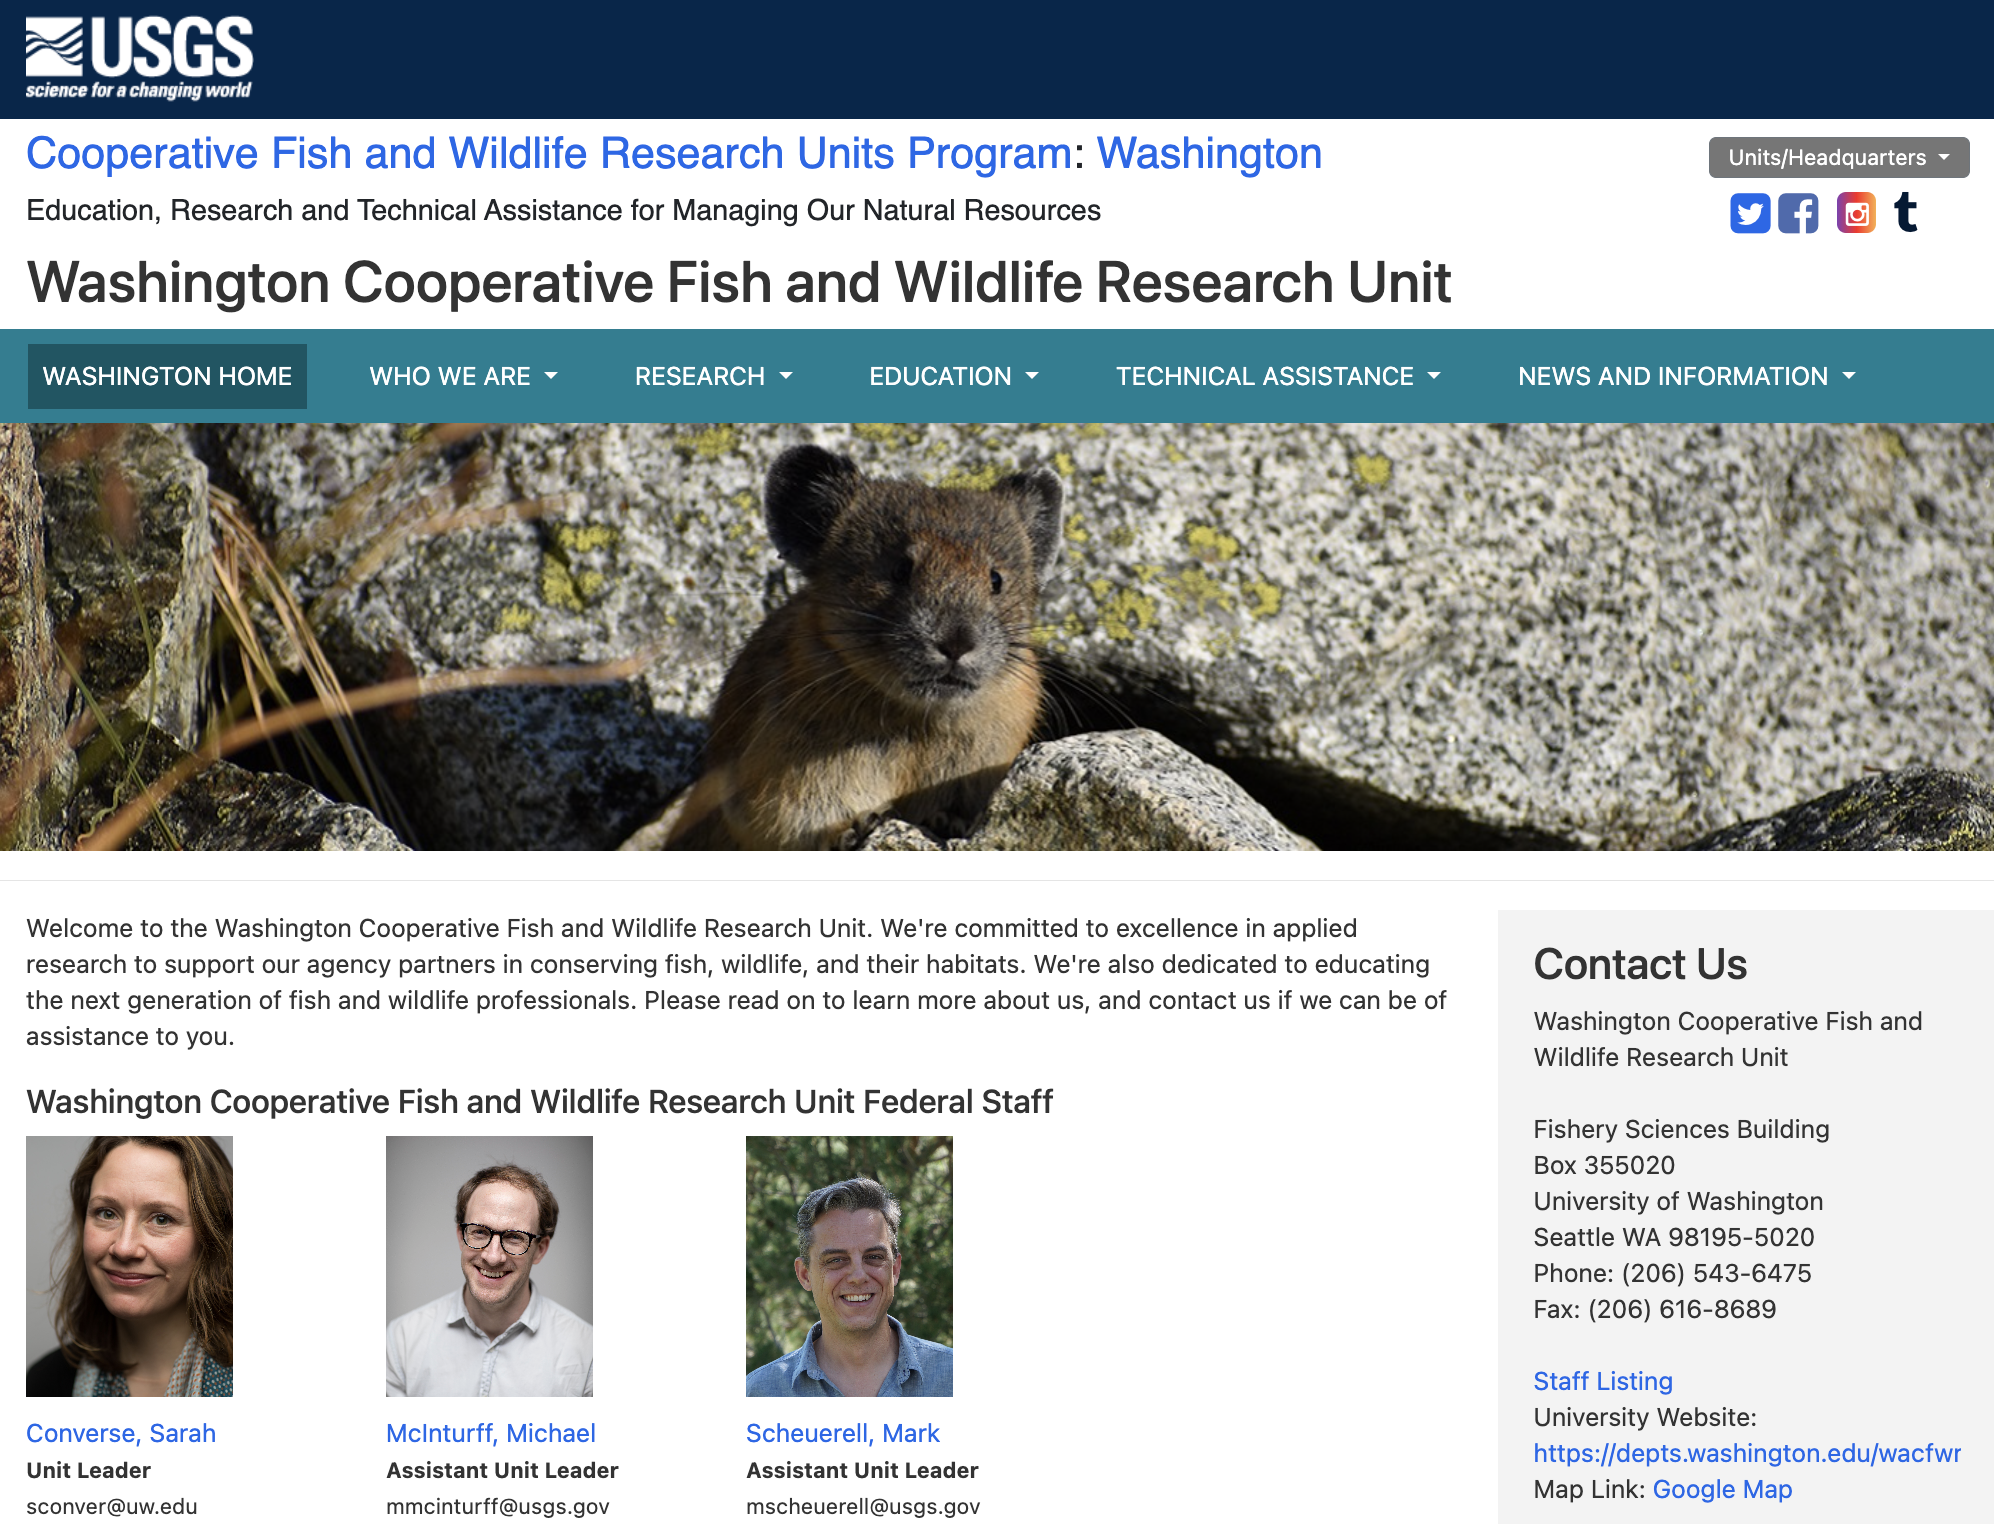 USGS
science for a changing world
Cooperative Fish and Wildlife Research Units Program: Washington
Units/Headquarters
Education, Research and Technical Assistance for Managing Our Natural Resources
Washington Cooperative Fish and Wildlife Research Unit
WASHINGTON HOME
WHO WE ARE
RESEARCH
EDUCATION
TECHNICAL ASSISTANCE
NEWS AND INFORMATION
Welcome to the Washington Cooperative Fish and Wildlife Research Unit. We're committed to excellence in applied
research to support our agency partners in conserving fish, wildlife, and their habitats. We're also dedicated to educating
the next generation of fish and wildlife professionals. Please read on to learn more about us, and contact us if we can be of
assistance to you.
Washington Cooperative Fish and Wildlife Research Unit Federal Staff
Converse, Sarah
Unit Leader
sconver@uw.edu
McInturff, Michael
Assistant Unit Leader
mmcinturff@usgs.gov
Scheuerell, Mark
Assistant Unit Leader
mscheuerell@usgs.gov
Contact Us
Washington Cooperative Fish and
Wildlife Research Unit
Fishery Sciences Building
Box 355020
University of Washington
Seattle WA 98195-5020
Phone: (206) 543-6475
Fax: (206) 616-8689
Staff Listing
University Website:
https://depts.washington.edu/wacfwr
Map Link: Google Map